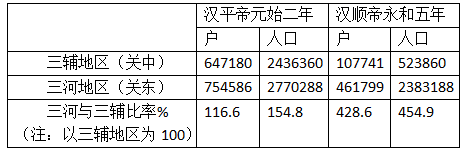 汉平帝元始二年 汉顺帝永和五年
户 人口 户 人口
三辅地区（关中） 647180 2436360 107741 523860
三河地区（关东） 754586 2770288 461799 2383188
三河与三辅比率% 116.6 154.8 428.6 454.9
（注：以三辅地区为 100）